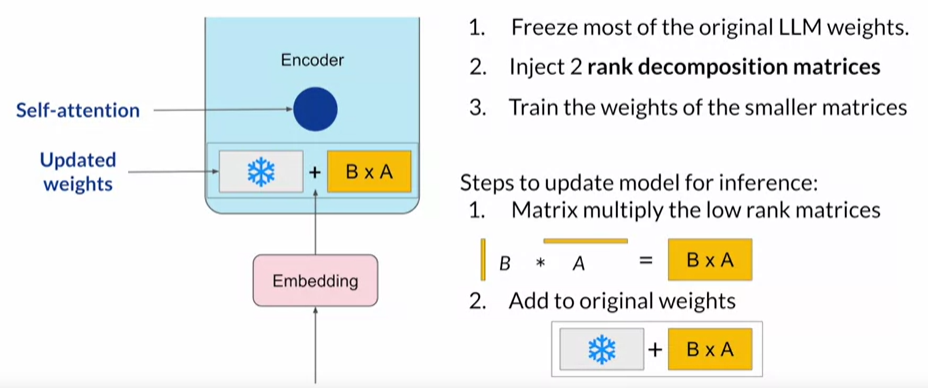 Encoder
Self-attention
Updated
weights
+
B x A
Embedding
1. Freeze most of the original LLM weights.
2. Inject 2 rank decomposition matrices
3. Train the weights of the smaller matrices
Steps to update model for inference:
1. Matrix multiply the low rank matrices
B * A = B x A
2. Add to original weights
+ B x A